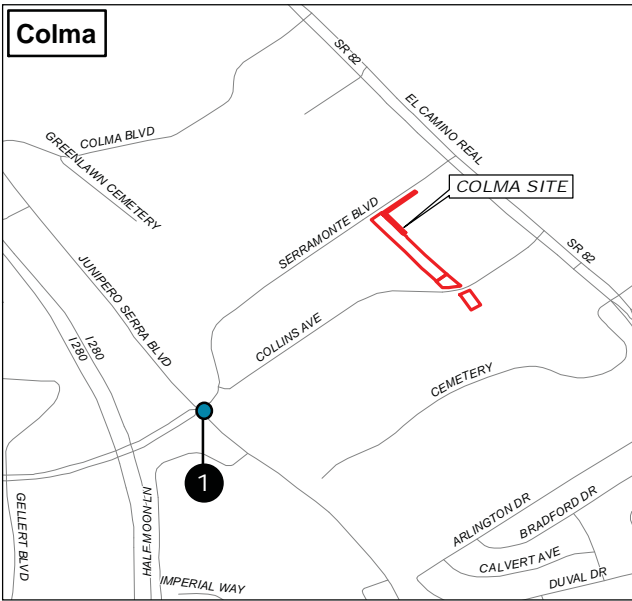 Colma
SR 82
EL CAMINO REAL
COLMA BLVD
GREENLAWN CEMETERY
COLMA SITE
SERRAMONTE BLVD
SR 82
JUNIPERO SERRA BLVD
I 280
I 280
COLLINS AVE
CEMETERY
1
GELLERT BLVD
HALF MOON LN
IMPERIAL WAY
ARLINGTON DR
BRADFORD DR
CALVERT AVE
DUVAL DR